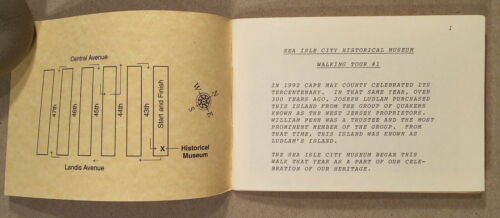 Central Avenue
47th
46th
45th
44th
43rd
Start and Finish
N
W
E
S
X
Historical
Museum
Landis Avenue
1
SEA ISLE CITY HISTORICAL MUSEUM
WALKING TOUR #1
IN 1992 CAPE MAY COUNTY CELEBRATED ITS
TERCENTENARY. IN THAT SAME YEAR, OVER
300 YEARS AGO, JOSEPH LUDLAM PURCHASED
THIS ISLAND FROM THE GROUP OF QUAKERS
KNOWN AS THE WEST JERSEY PROPRIETORS.
WILLIAM PENN WAS A TRUSTEE AND THE MOST
PROMINENT MEMBER OF THE GROUP. FROM
THAT TIME, THIS ISLAND WAS KNOWN AS
LUDLAM'S ISLAND.
THE SEA ISLE CITY MUSEUM BEGAN THIS
WALK THAT YEAR AS A PART OF OUR CELE-
BRATION OF OUR HERITAGE.